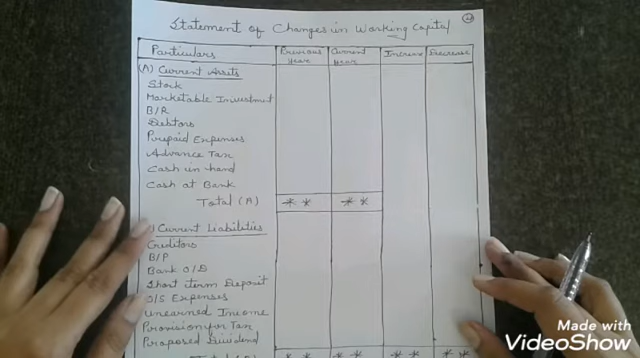 Statement of Changes in Working Capital
Particulars Previous Year Current Year Increase Decrease
(A) Current Assets
Stock
Marketable Investment
B/R
Debtors
Prepaid Expenses
Advance Tax
Cash in hand
Cash at Bank
Total (A) ** **
) Current Liabilities
Creditors
B/P
Bank O/D
Short term Deposit
O/S Expenses
Unearned Income
Provision for Tax
Proposed Dividend
** ** ** **
Made with
VideoShow